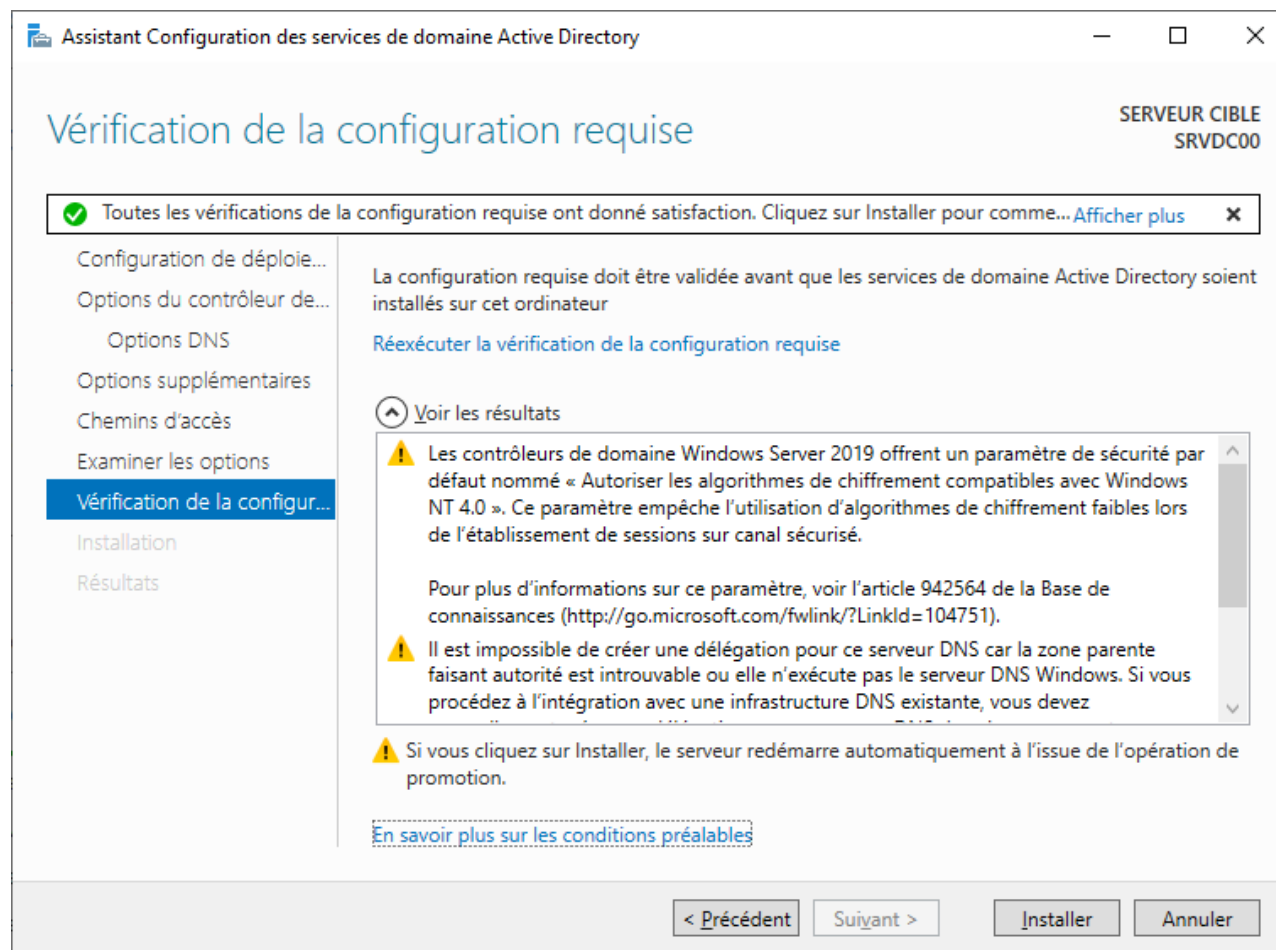 Assistant Configuration des services de domaine Active Directory
Vérification de la configuration requise
SERVEUR CIBLE
SRVDC00
Toutes les vérifications de la configuration requise ont donné satisfaction. Cliquez sur Installer pour comme... Afficher plus
Configuration de déploie...
Options du contrôleur de...
Options DNS
Options supplémentaires
Chemins d'accès
Examiner les options
Vérification de la configur...
Installation
Résultats
La configuration requise doit être validée avant que les services de domaine Active Directory soient
installés sur cet ordinateur
Réexécuter la vérification de la configuration requise
Voir les résultats
Les contrôleurs de domaine Windows Server 2019 offrent un paramètre de sécurité par
défaut nommé « Autoriser les algorithmes de chiffrement compatibles avec Windows
NT 4.0 ». Ce paramètre empêche l'utilisation d'algorithmes de chiffrement faibles lors
de l'établissement de sessions sur canal sécurisé.
Pour plus d'informations sur ce paramètre, voir l'article 942564 de la Base de
connaissances (http://go.microsoft.com/fwlink/?LinkId=104751).
Il est impossible de créer une délégation pour ce serveur DNS car la zone parente
faisant autorité est introuvable ou elle n'exécute pas le serveur DNS Windows. Si vous
procédez à l'intégration avec une infrastructure DNS existante, vous devez
Si vous cliquez sur Installer, le serveur redémarre automatiquement à l'issue de l'opération de
promotion.
En savoir plus sur les conditions préalables
< Précédent
Suivant >
Installer
Annuler